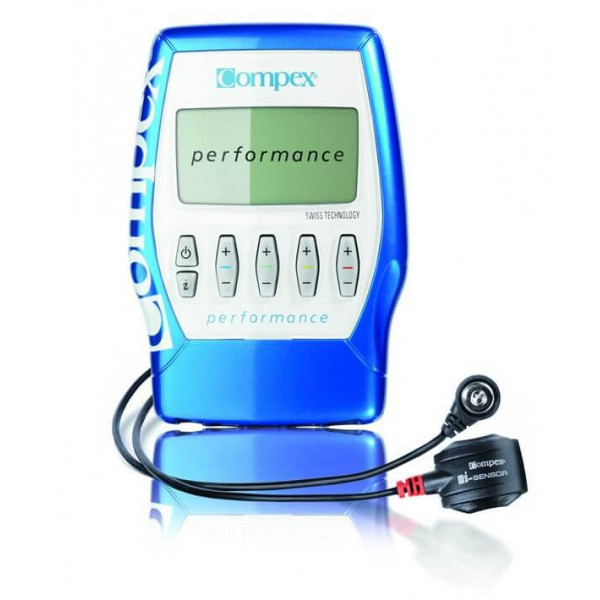 Compex®
compex
performance
SWISS TECHNOLOGY
+ + + +
i - - - -
performance
Compex
mi-SENSOR